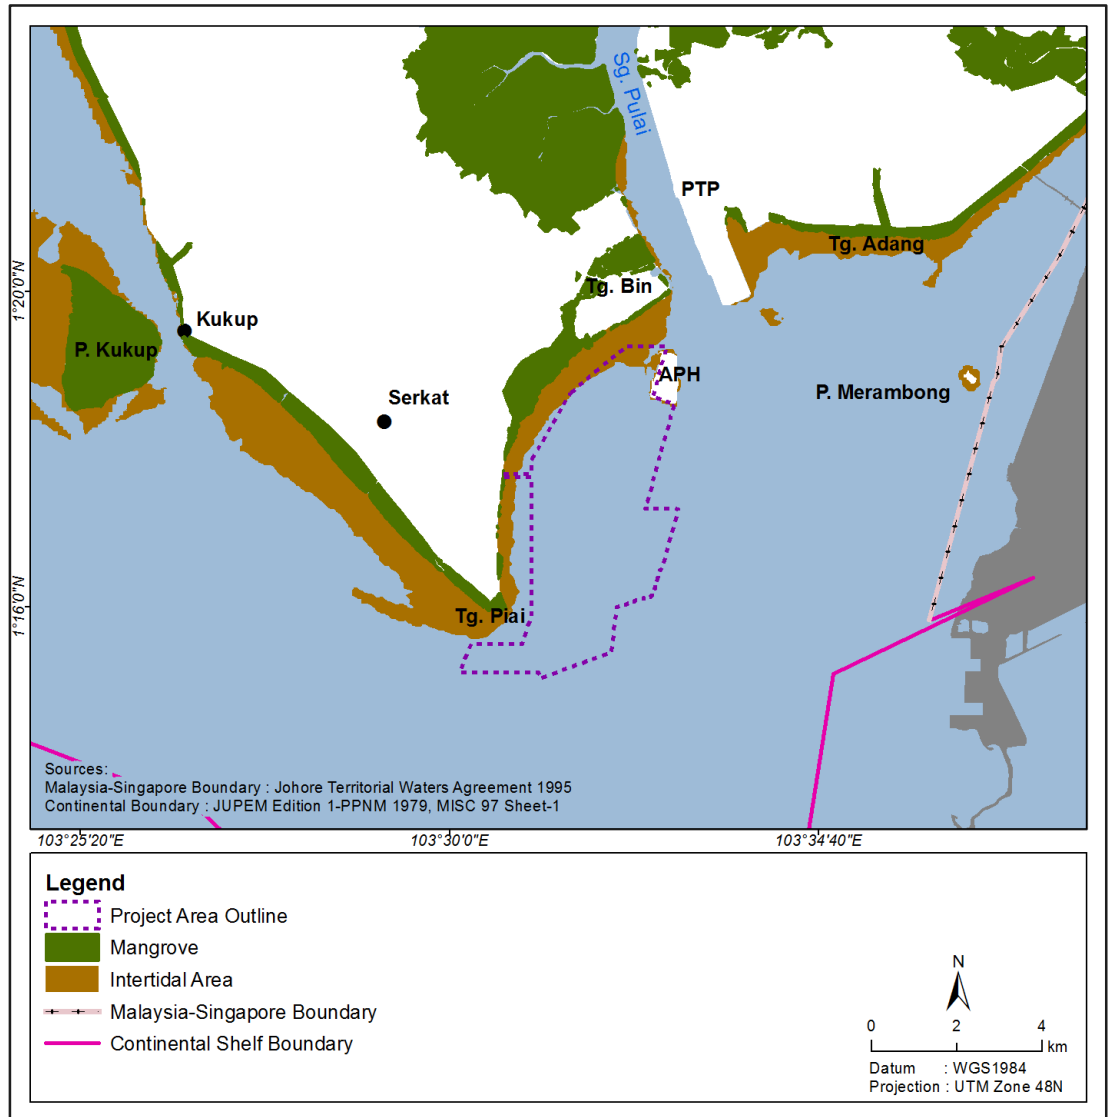 Sg. Pulai
PTP
Tg. Adang
Tg. Bin
1°20'0"N
Kukup
P. Kukup
APH
P. Merambong
Serkat
1°16'0"N
Tg. Piai
Sources:
Malaysia-Singapore Boundary : Johore Territorial Waters Agreement 1995
Continental Boundary : JUPEM Edition 1-PPNM 1979, MISC 97 Sheet-1
103°25'20"E
103°30'0"E
103°34'40"E
Legend
Project Area Outline
Mangrove
Intertidal Area
Malaysia-Singapore Boundary
Continental Shelf Boundary
N
0 2 4
km
Datum : WGS1984
Projection : UTM Zone 48N